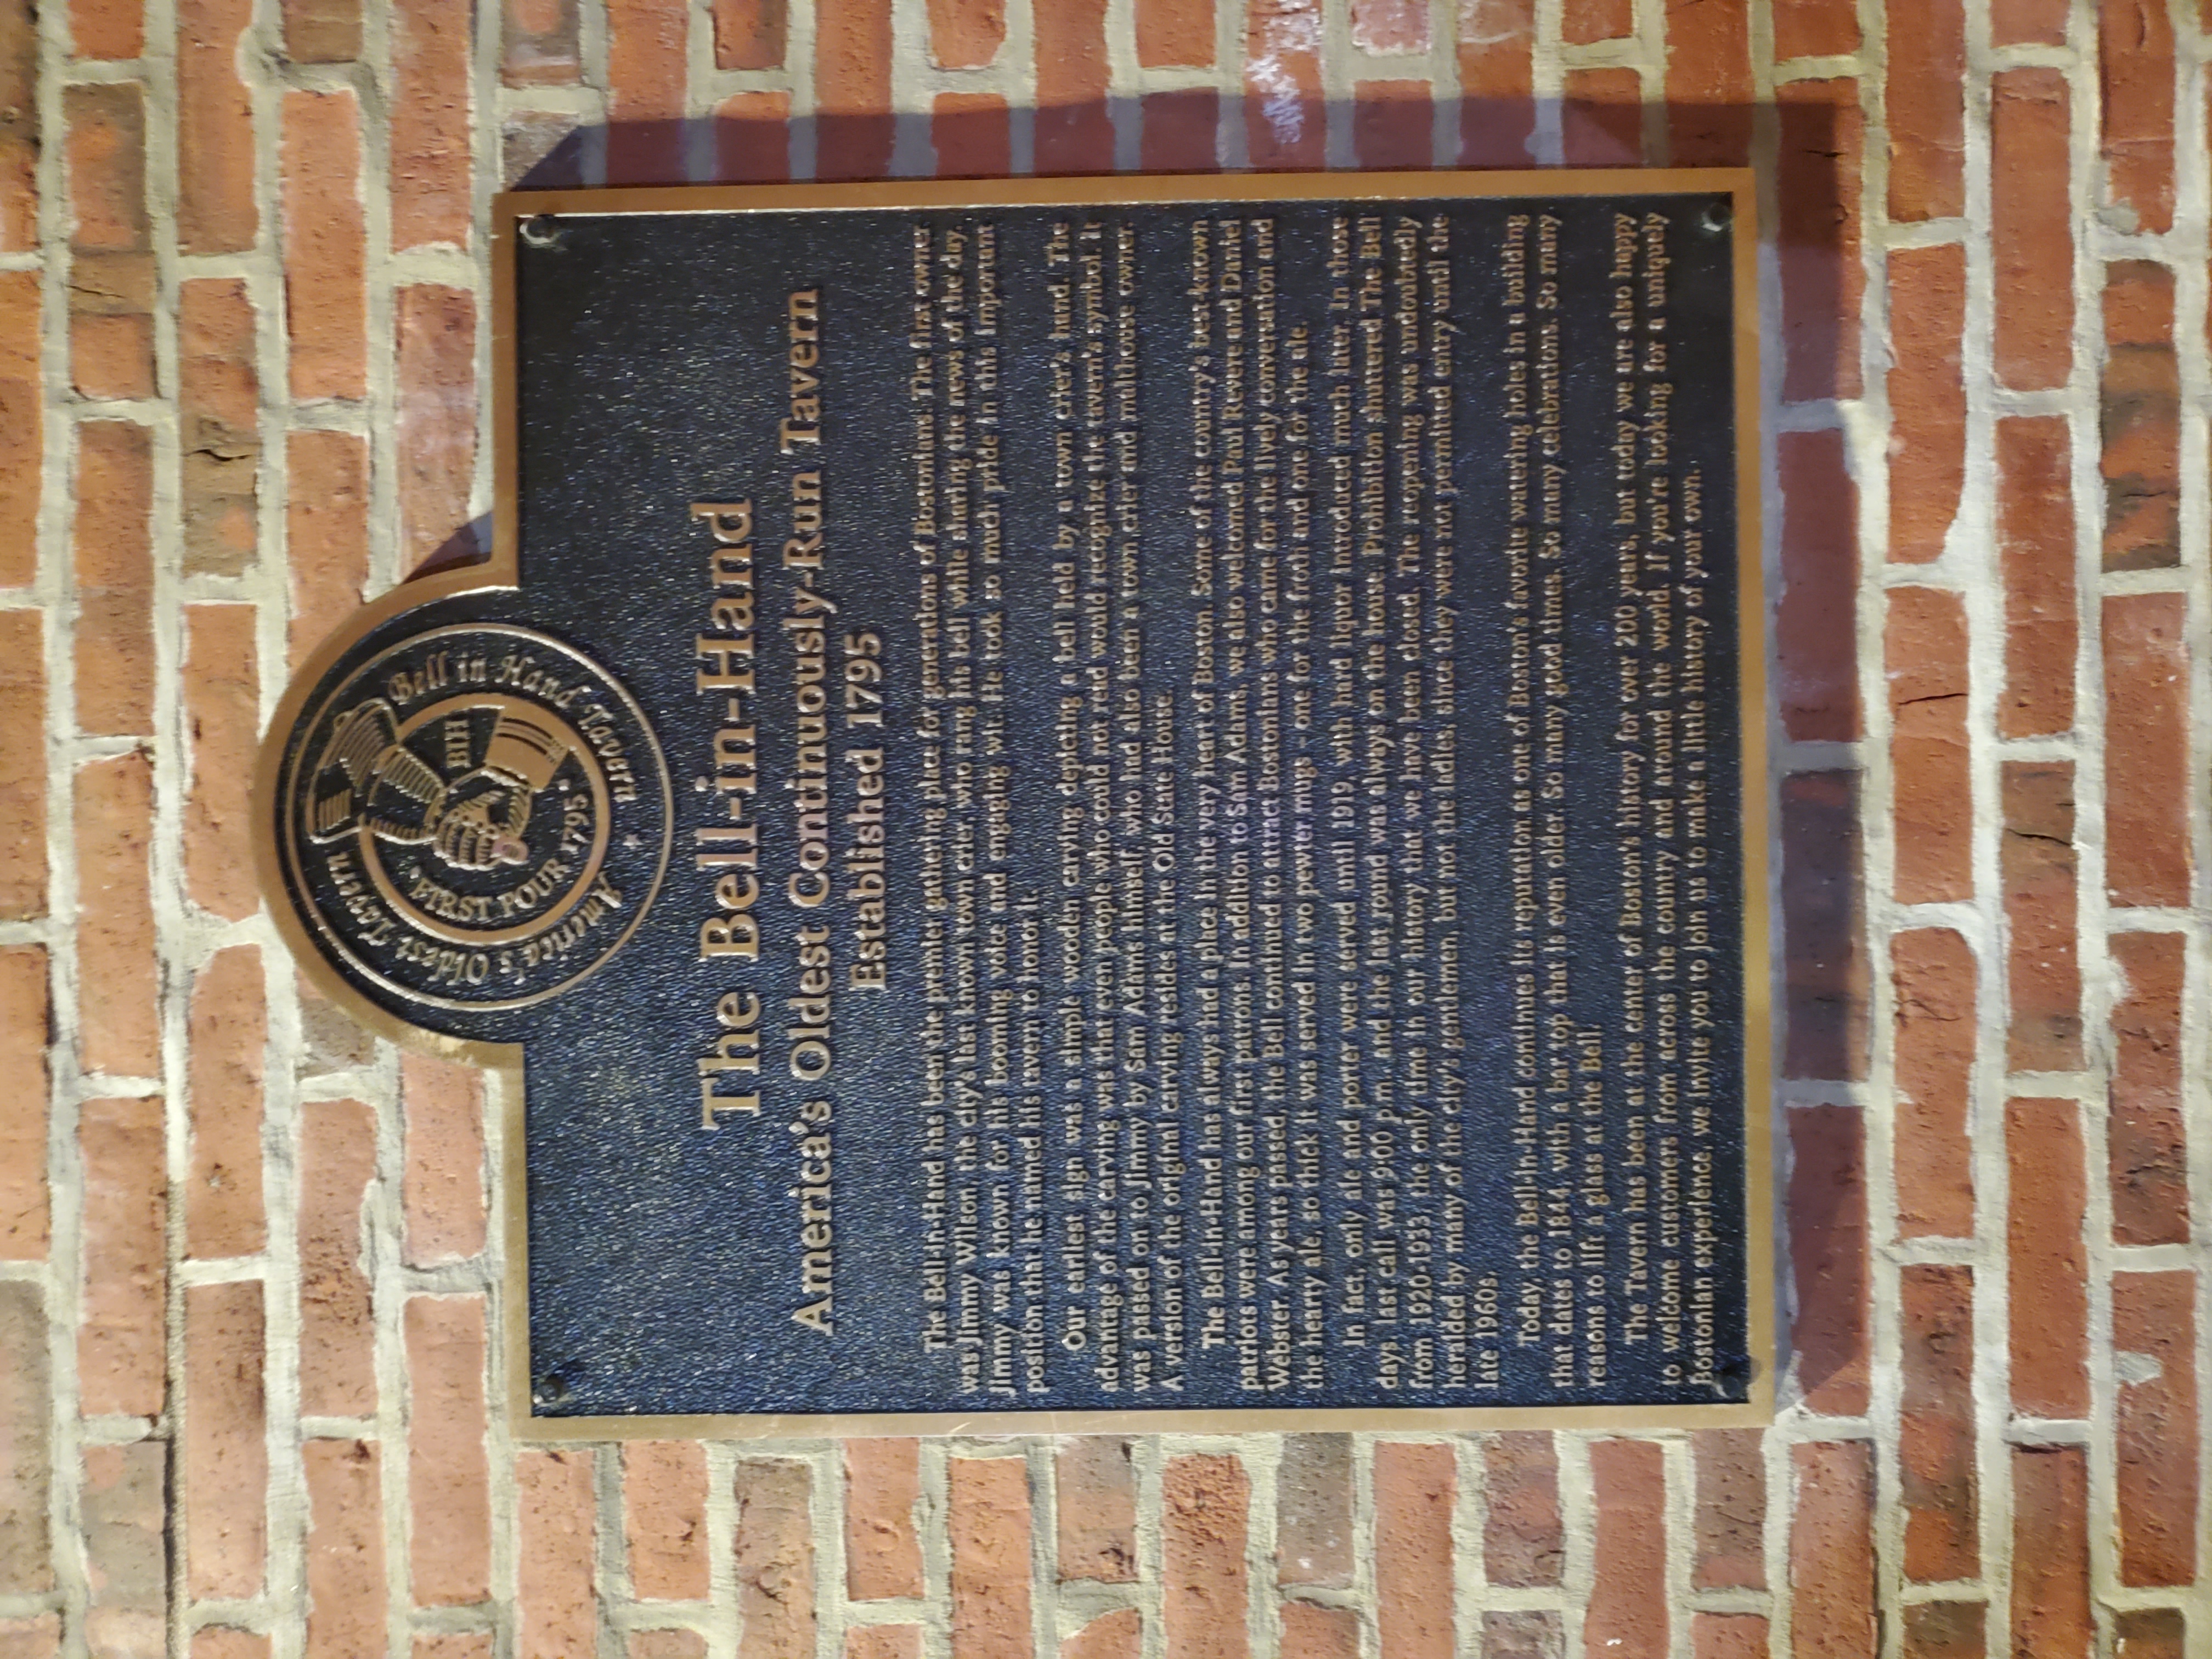 America's Oldest Tavern
Bell in Hand Tavern
BIH
"FIRST POUR 1795"
The Bell-in-Hand
America's Oldest Continuously-Run Tavern
Established 1795
The Bell-in-Hand has been the premier gathering place for generations of Bostonians. The first owner
was Jimmy Wilson, the city's last known town crier, who rang his bell while sharing the news of the day.
Jimmy was known for his booming voice and engaging wit. He took so much pride in this important
position that he named his tavern to honor it.
Our earliest sign was a simple wooden carving depicting a bell held by a town crier's hand. The
advantage of the carving was that even people who could not read would recognize the tavern's symbol. It
was passed on to Jimmy by Sam Adams himself, who had also been a town crier and malthouse owner.
A version of the original carving resides at the Old State House.
The Bell-in-Hand has always had a place in the very heart of Boston. Some of the country's best-known
patriots were among our first patrons. In addition to Sam Adams, we also welcomed Paul Revere and Daniel
Webster. As years passed, the Bell continued to attract Bostonians who came for the lively conversation and
the hearty ale, so thick it was served in two pewter mugs - one for the froth and one for the ale.
In fact, only ale and porter were served until 1919, with hard liquor introduced much later. In those
days, last call was 9:00 p.m. and the last round was always on the house. Prohibition shuttered The Bell
from 1920-1933, the only time in our history that we have been closed. The reopening was undoubtedly
heralded by many of the city's gentlemen, but not the ladies, since they were not permitted entry until the
late 1960s.
Today, the Bell-in-Hand continues its reputation as one of Boston's favorite watering holes in a building
that dates to 1844, with a bar top that is even older. So many good times. So many celebrations. So many
reasons to lift a glass at the Bell!
The Tavern has been at the center of Boston's history for over 200 years, but today we are also happy
to welcome customers from across the country and around the world. If you're looking for a uniquely
Bostonian experience, we invite you to join us to make a little history of your own.